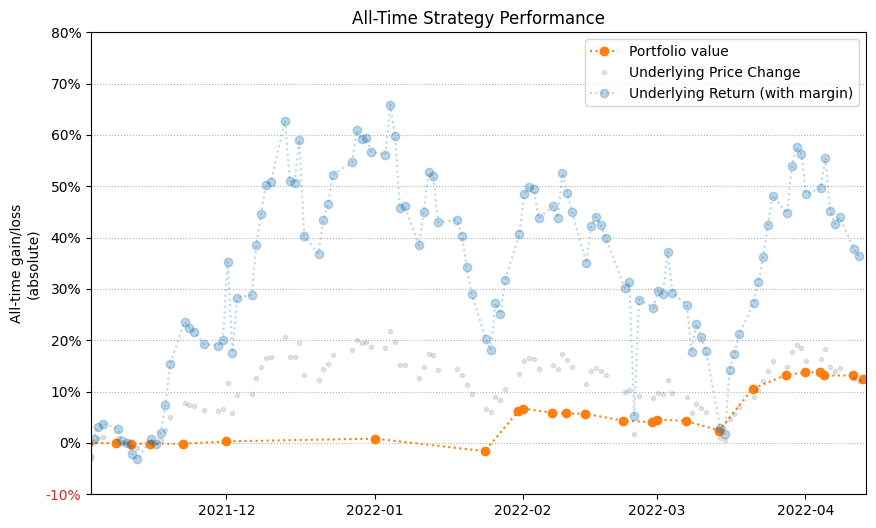 All-Time Strategy Performance
80%
70%
60%
50%
40%
30%
20%
10%
0%
-10%
All-time gain/loss
(absolute)
Portfolio value
Underlying Price Change
Underlying Return (with margin)
2021-12
2022-01
2022-02
2022-03
2022-04